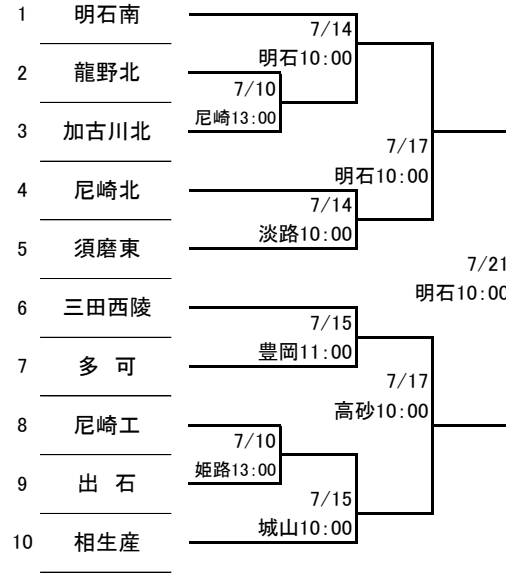 1 明石南
7/14
明石10:00
2 龍野北
7/10
尼崎13:00
3 加古川北
7/17
明石10:00
4 尼崎北
7/14
淡路10:00
5 須磨東
7/21
明石10:00
6 三田西陵
7/15
豊岡11:00
7 多 可
7/17
高砂10:00
8 尼崎工
7/10
姫路13:00
9 出 石
7/15
城山10:00
10 相生産